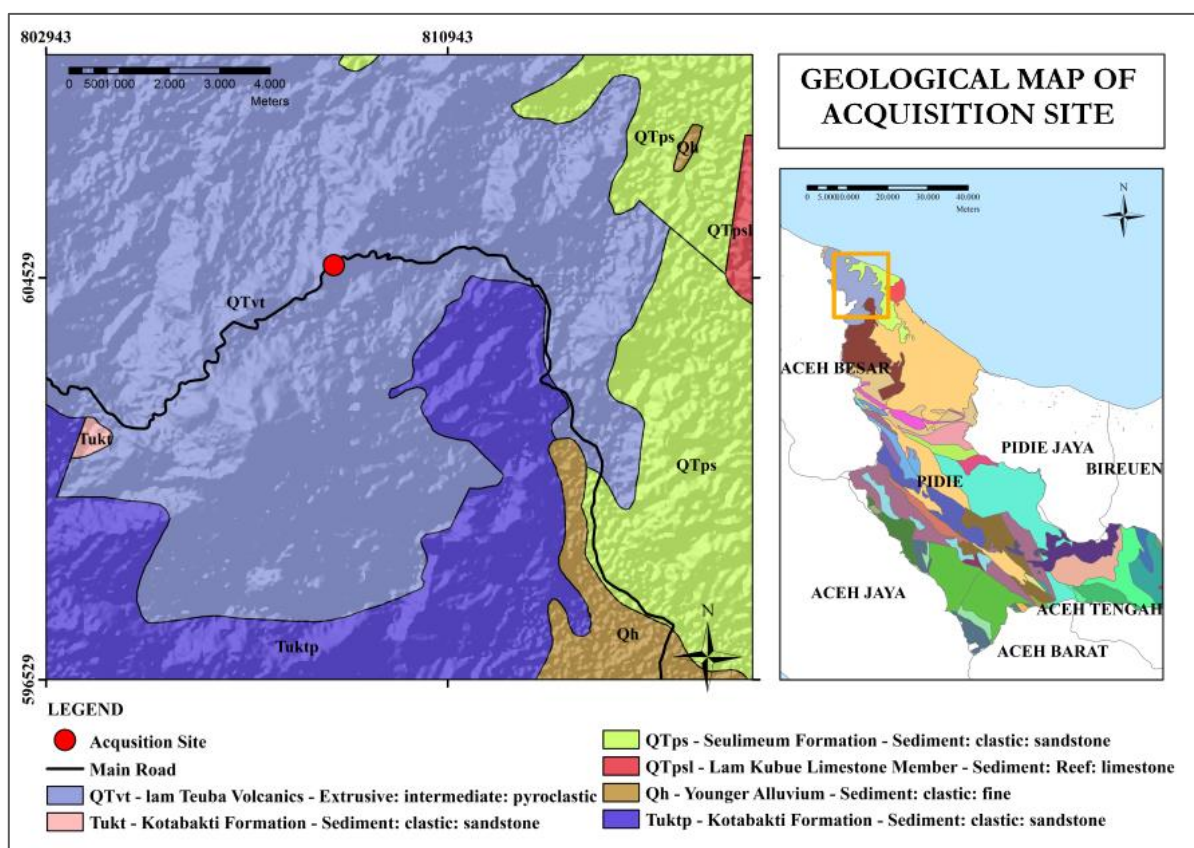 802943
810943
604529
596529
0 5001 000 2.000 3.000 4.000
Meters
QTps
Qh
QTpsl
QTvt
Tukt
QTps
Tuktp
Qh
N
GEOLOGICAL MAP OF
ACQUISITION SITE
0 5.000 10.000 20.000 30.000 40.000
Meters
N
ACEH BESAR
PIDIE JAYA
BIREUEN
PIDIE
ACEH JAYA
ACEH TENGAH
ACEH BARAT
LEGEND
Acqusition Site
Main Road
QTvt - lam Teuba Volcanics - Extrusive: intermediate: pyroclastic
Tukt - Kotabakti Formation - Sediment: clastic: sandstone
QTps - Seulimeum Formation - Sediment: clastic: sandstone
QTpsl - Lam Kubue Limestone Member - Sediment: Reef: limestone
Qh - Younger Alluvium - Sediment: clastic: fine
Tuktp - Kotabakti Formation - Sediment: clastic: sandstone